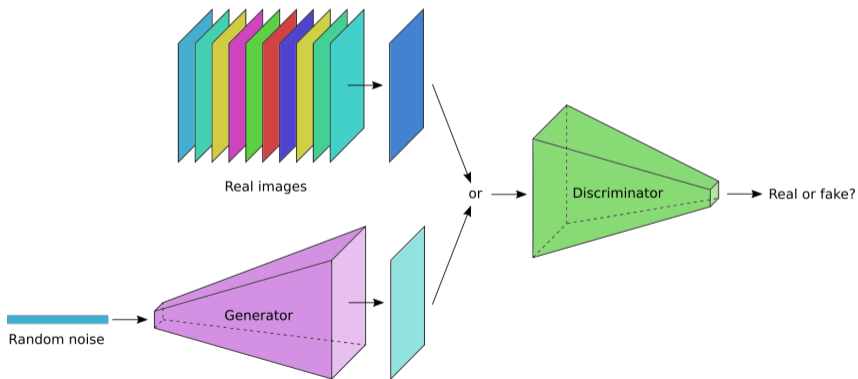 Real images
or
Discriminator
Real or fake?
Generator
Random noise